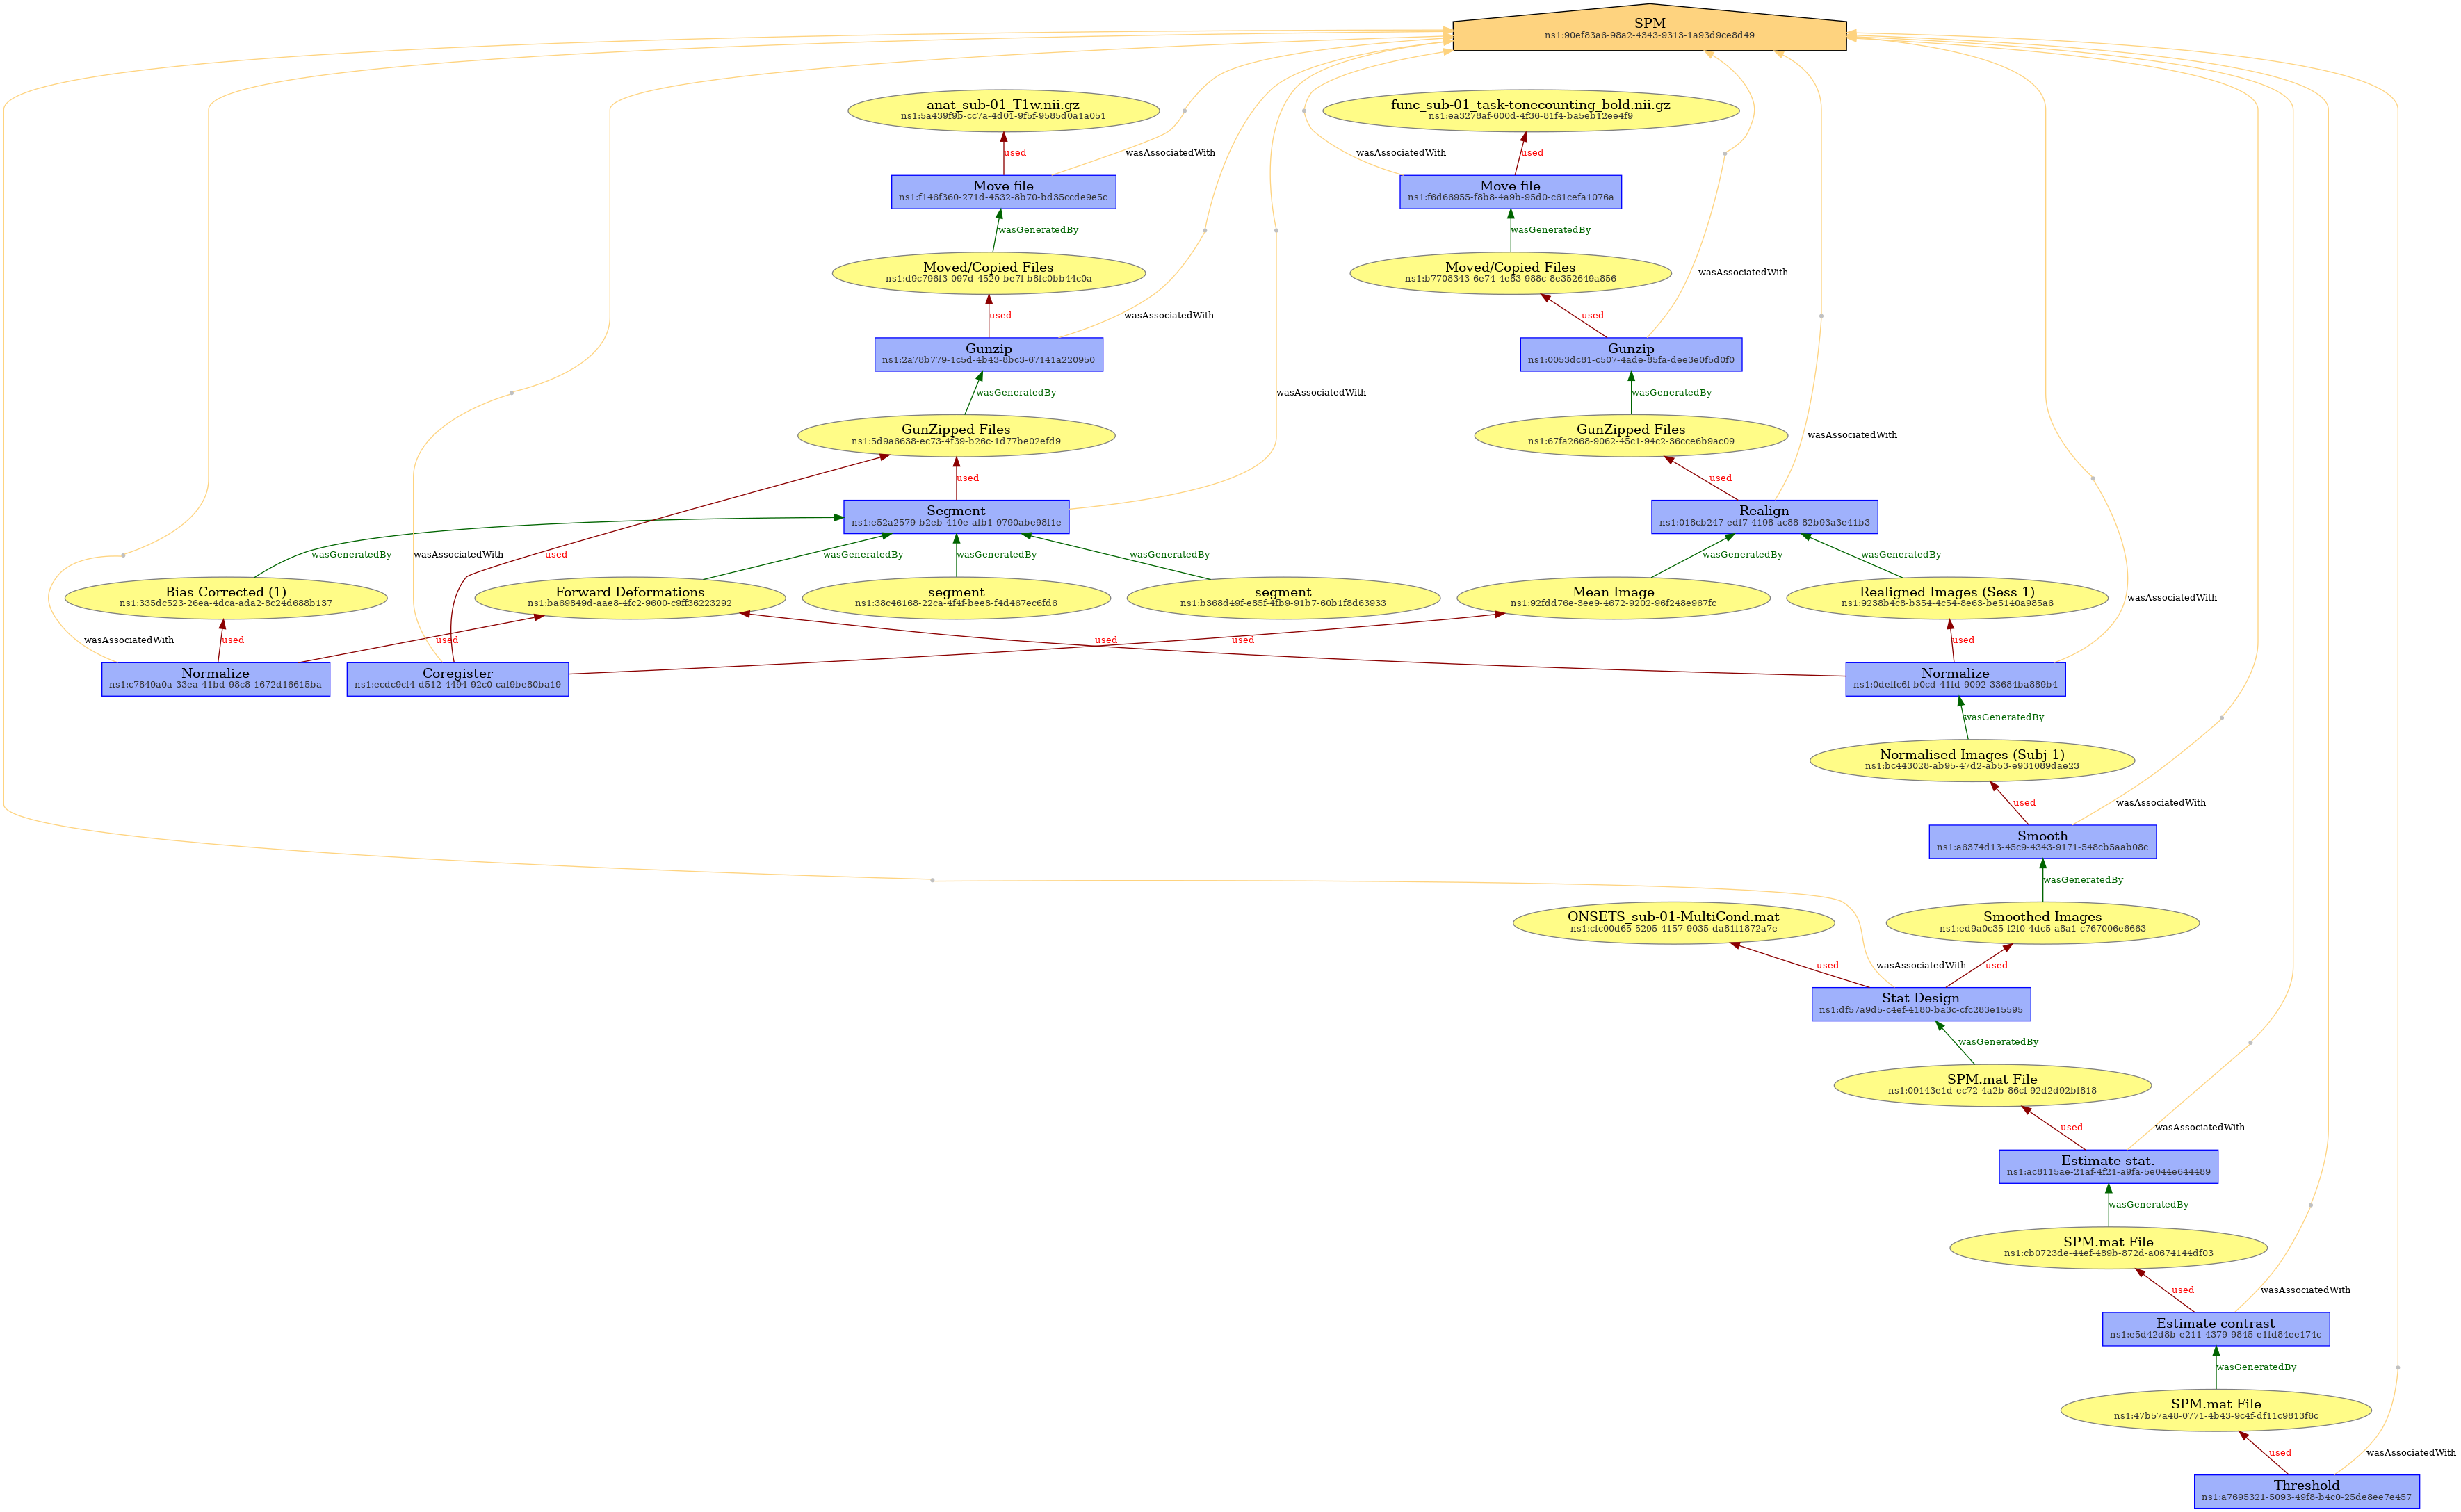 SPM
ns1:90ef83a6-98a2-4343-9313-1a93d9ce8d49
anat_sub-01_T1w.nii.gz
ns1:5a439f9b-cc7a-4d01-9f5f-9585d0a1a051
func_sub-01_task-tonecounting_bold.nii.gz
ns1:ea3278af-600d-4f36-81f4-ba5eb12ee4f9
used
wasAssociatedWith
wasAssociatedWith
used
Move file
ns1:f146f360-271d-4532-8b70-bd35ccde9e5c
Move file
ns1:f6d66955-f8b8-4a9b-95d0-c61cefa1076a
wasGeneratedBy
wasGeneratedBy
Moved/Copied Files
ns1:d9c796f3-097d-4520-be7f-b8fc0bb44c0a
Moved/Copied Files
ns1:b7708343-6e74-4e83-988c-8e352649a856
wasAssociatedWith
used
wasAssociatedWith
used
Gunzip
ns1:2a78b779-1c5d-4b43-8bc3-67141a220950
Gunzip
ns1:0053dc81-c507-4ade-85fa-dee3e0f5d0f0
wasGeneratedBy
wasAssociatedWith
wasGeneratedBy
GunZipped Files
ns1:5d9a6638-ec73-4f39-b26c-1d77be02efd9
GunZipped Files
ns1:67fa2668-9062-45c1-94c2-36cce6b9ac09
wasAssociatedWith
used
used
Segment
ns1:e52a2579-b2eb-410e-afb1-9790abe98f1e
Realign
ns1:018cb247-edf7-4198-ac88-82b93a3e41b3
wasGeneratedBy
wasAssociatedWith
used
wasGeneratedBy
wasGeneratedBy
wasGeneratedBy
wasGeneratedBy
wasGeneratedBy
Bias Corrected (1)
ns1:335dc523-26ea-4dca-ada2-8c24d688b137
Forward Deformations
ns1:ba69849d-aae8-4fc2-9600-c9ff36223292
segment
ns1:38c46168-22ca-4f4f-bee8-f4d467ec6fd6
segment
ns1:b368d49f-e85f-4fb9-91b7-60b1f8d63933
Mean Image
ns1:92fdd76e-3ee9-4672-9202-96f248e967fc
Realigned Images (Sess 1)
ns1:9238b4c8-b354-4c54-8e63-be5140a985a6
wasAssociatedWith
wasAssociatedWith
used
used
used
used
used
Normalize
ns1:c7849a0a-33ea-41bd-98c8-1672d16615ba
Coregister
ns1:ecdc9cf4-d512-4494-92c0-caf9be80ba19
Normalize
ns1:0deffc6f-b0cd-41fd-9092-33684ba889b4
wasGeneratedBy
Normalised Images (Subj 1)
ns1:bc443028-ab95-47d2-ab53-e931089dae23
used
wasAssociatedWith
Smooth
ns1:a6374d13-45c9-4343-9171-548cb5aab08c
wasGeneratedBy
ONSETS_sub-01-MultiCond.mat
ns1:cfc00d65-5295-4157-9035-da81f1872a7e
Smoothed Images
ns1:ed9a0c35-f2f0-4dc5-a8a1-c767006e6663
used
wasAssociatedWith
used
Stat Design
ns1:df57a9d5-c4ef-4180-ba3c-cfc283e15595
wasGeneratedBy
SPM.mat File
ns1:09143e1d-ec72-4a2b-86cf-92d2d92bf818
used
wasAssociatedWith
Estimate stat.
ns1:ac8115ae-21af-4f21-a9fa-5e044e644489
wasGeneratedBy
SPM.mat File
ns1:cb0723de-44ef-489b-872d-a0674144df03
used
wasAssociatedWith
Estimate contrast
ns1:e5d42d8b-e211-4379-9845-e1fd84ee174c
wasGeneratedBy
SPM.mat File
ns1:47b57a48-0771-4b43-9c4f-df11c9813f6c
used
wasAssociatedWith
Threshold
ns1:a7695321-5093-49f8-b4c0-25de8ee7e457